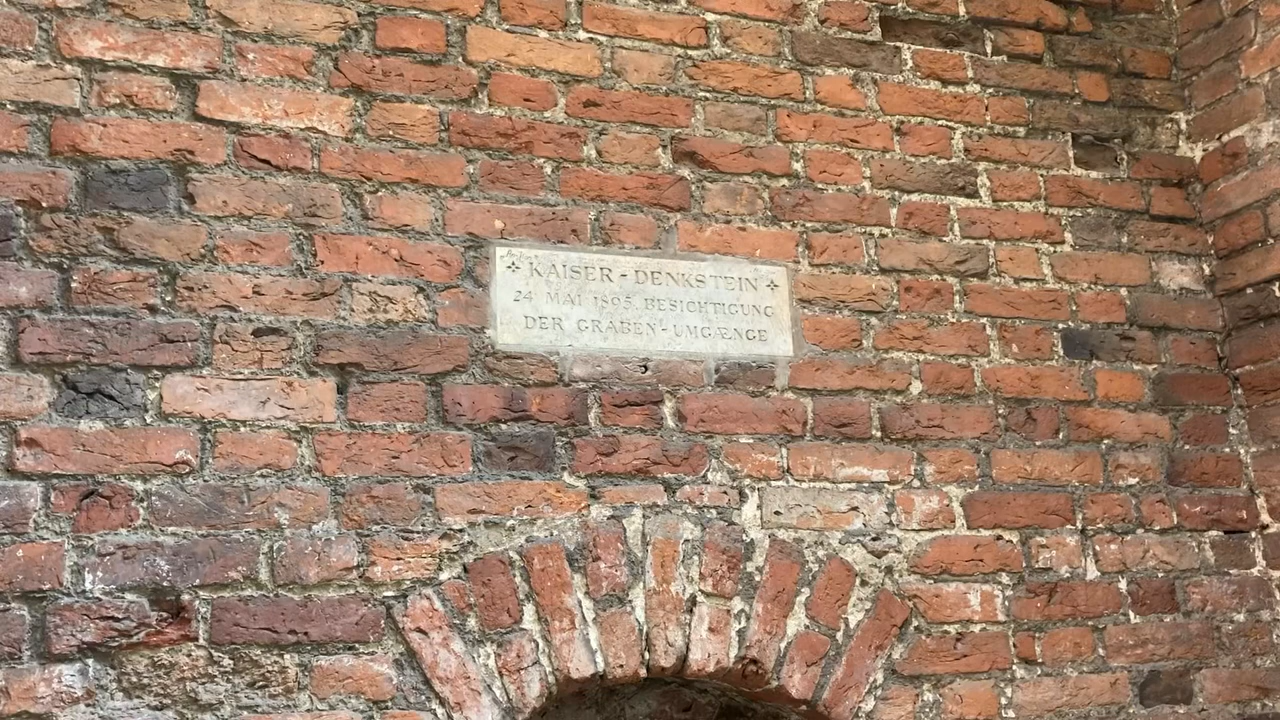 ✢ KAISER-DENKSTEIN ✢
24 MAI 1895. BESICHTIGUNG
DER GRABEN-UMGÆNGE